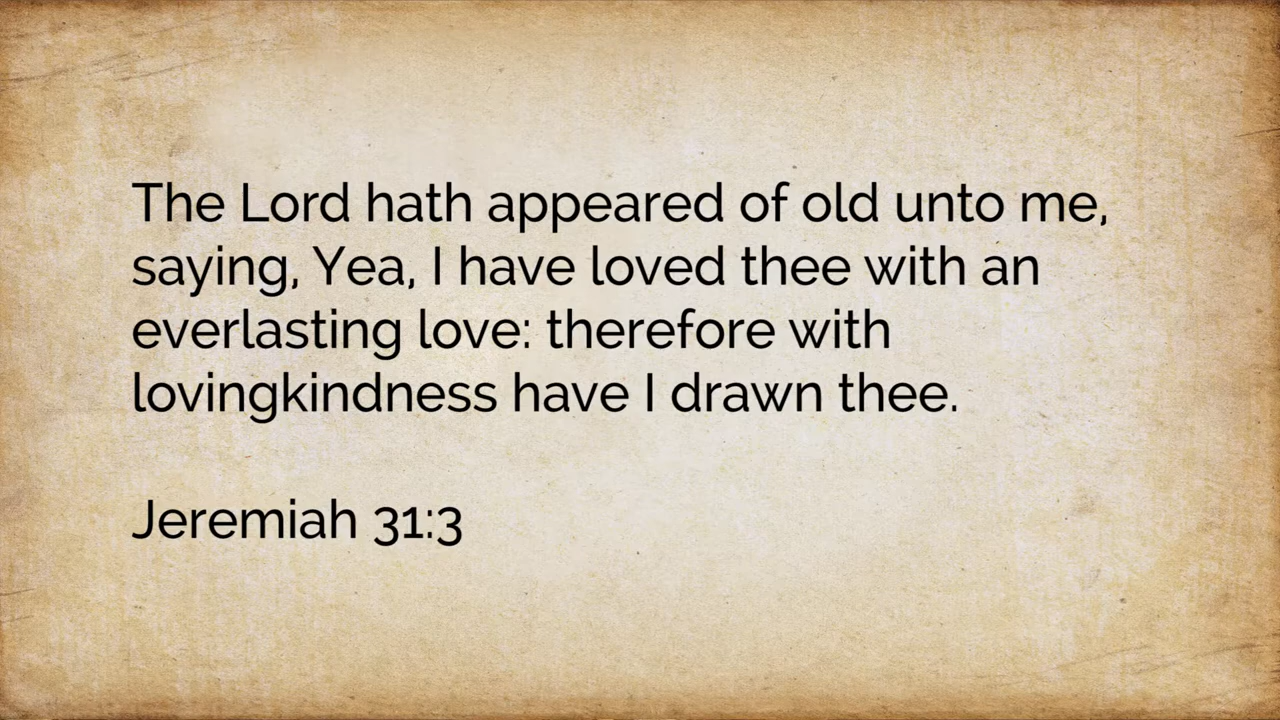 The Lord hath appeared of old unto me,
saying, Yea, I have loved thee with an
everlasting love: therefore with
lovingkindness have I drawn thee.
Jeremiah 31:3